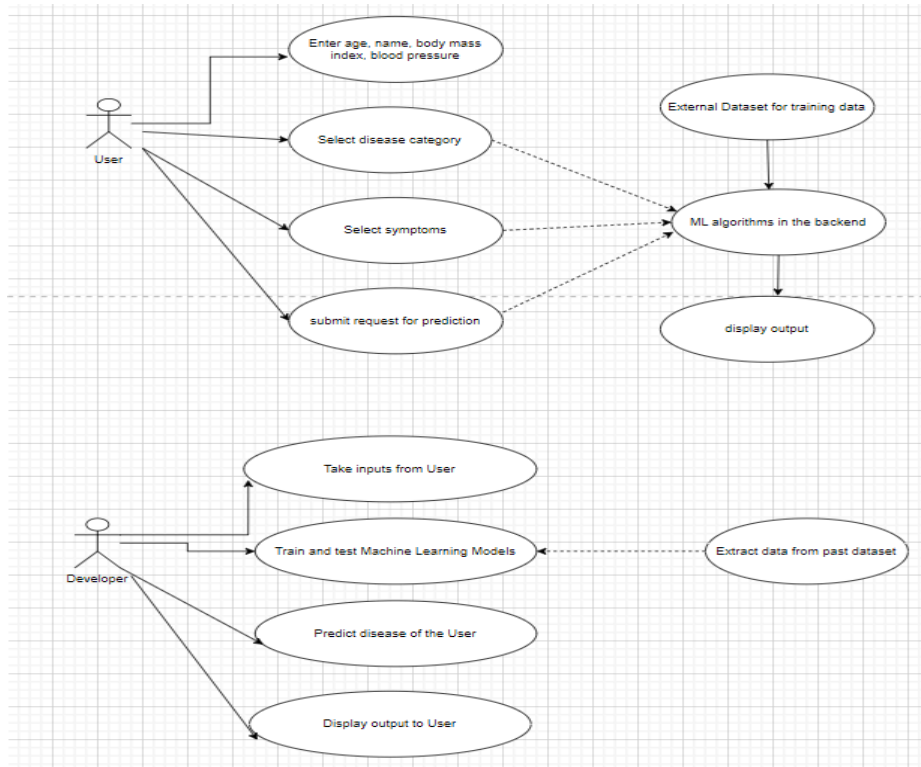 Enter age, name, body mass
index, blood pressure
External Dataset for training data
Select disease category
User
ML algorithms in the backend
Select symptoms
submit request for prediction
display output
Take inputs from User
Train and test Machine Learning Models
Extract data from past dataset
Developer
Predict disease of the User
Display output to User